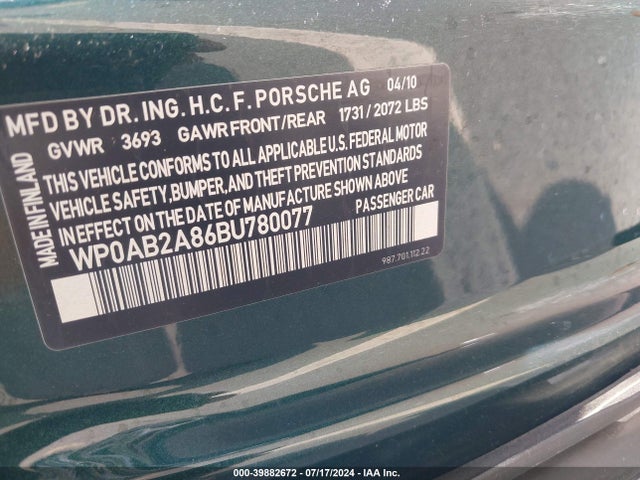 MFD BY DR. ING. H.C. F. PORSCHE AG 04/10
GVWR 3693 GAWR FRONT/REAR 1731 / 2072 LBS
MADE IN FINLAND
THIS VEHICLE CONFORMS TO ALL APPLICABLE U.S. FEDERAL MOTOR
VEHICLE SAFETY, BUMPER, AND THEFT PREVENTION STANDARDS
IN EFFECT ON THE DATE OF MANUFACTURE SHOWN ABOVE
WP0AB2A86BU780077 PASSENGER CAR
987.701.112.22
000-39882672 / 07/17/2024 - IAA Inc.